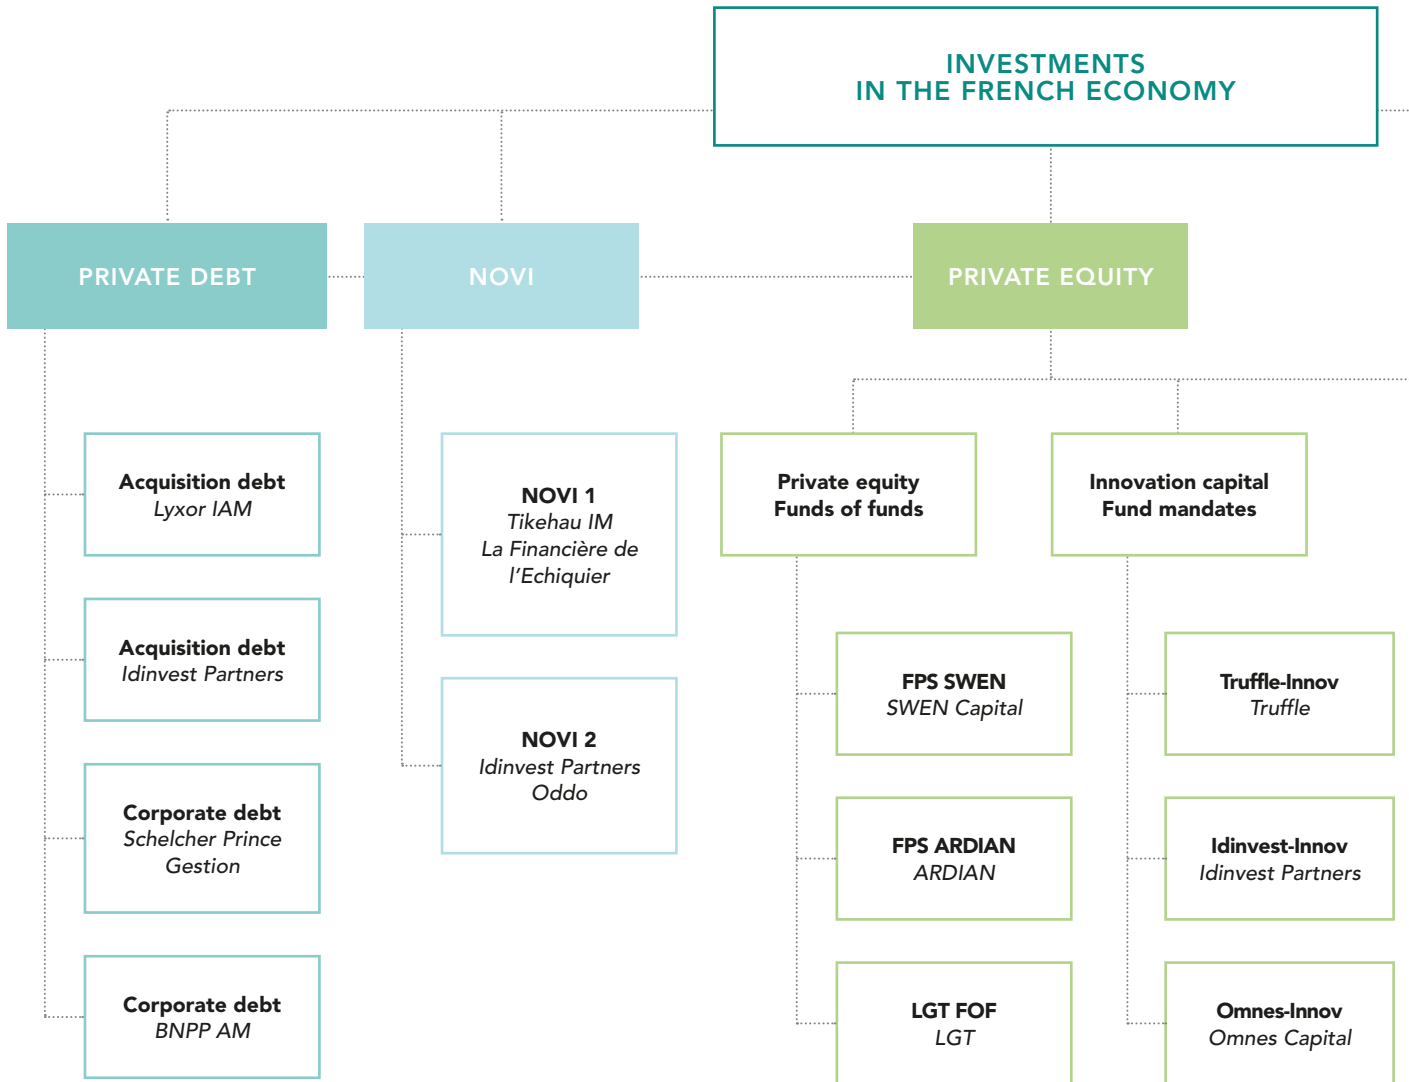 INVESTMENTS
IN THE FRENCH ECONOMY
PRIVATE DEBT
NOVI
PRIVATE EQUITY
Acquisition debt
Lyxor IAM
Acquisition debt
Idinvest Partners
Corporate debt
Schelcher Prince
Gestion
Corporate debt
BNPP AM
NOVI 1
Tikehau IM
La Financière de
l’Echiquier
NOVI 2
Idinvest Partners
Oddo
Private equity
Funds of funds
FPS SWEN
SWEN Capital
FPS ARDIAN
ARDIAN
LGT FOF
LGT
Innovation capital
Fund mandates
Truffle-Innov
Truffle
Idinvest-Innov
Idinvest Partners
Omnes-Innov
Omnes Capital